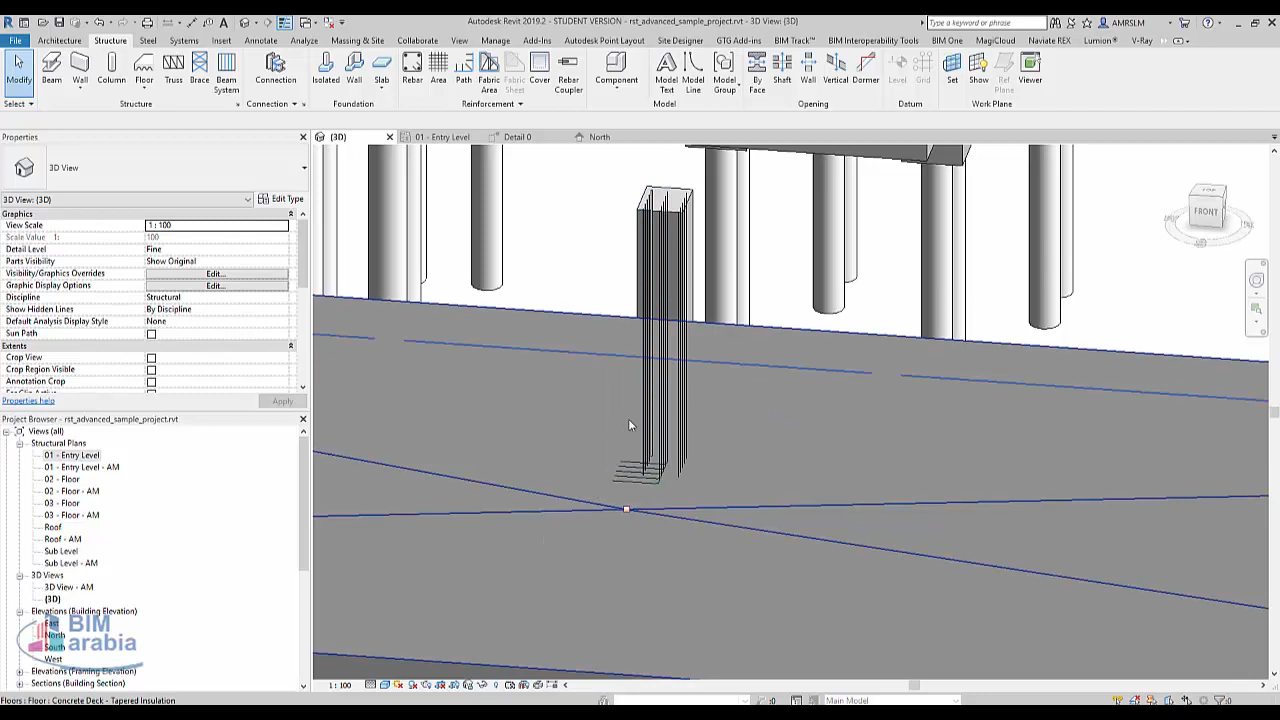 Autodesk Revit 2019.2 - STUDENT VERSION - rst_advanced_sample_project.rvt - 3D View: {3D}
Type a keyword or phrase
AMRSLM
File Architecture Structure Steel Systems Insert Annotate Analyze Massing & Site Collaborate View Manage Add-Ins Autodesk Point Layout Site Designer BTG Add-ins BIM Track™ BIM Interoperability Tools BIM One MagiCloud Naviate REX Lumion® V-Ray
Modify Beam Wall Column Floor Truss Brace Beam System Connection Isolated Wall Slab Rebar Area Path Fabric Area Fabric Sheet Cover Rebar Coupler Component Model Text Model Line Model Group By Face Shaft Wall Vertical Dormer Level Grid Set Show Ref Plane Viewer
Select Structure Connection Foundation Reinforcement Model Opening Datum Work Plane
Properties
{3D} 01 - Entry Level Detail 0 North
3D View
3D View: {3D} Edit Type
Graphics
View Scale 1 : 100
Scale Value 1: 100
Detail Level Fine
Parts Visibility Show Original
Visibility/Graphics Overrides Edit...
Graphic Display Options Edit...
Discipline Structural
Show Hidden Lines By Discipline
Default Analysis Display Style None
Sun Path
Extents
Crop View
Crop Region Visible
Annotation Crop
Properties help Apply
FRONT
Project Browser - rst_advanced_sample_project.rvt
Views (all)
Structural Plans
01 - Entry Level
01 - Entry Level - AM
02 - Floor
02 - Floor - AM
03 - Floor
03 - Floor - AM
Roof
Roof - AM
Sub Level
Sub Level - AM
3D Views
3D View - AM
{3D}
Elevations (Building Elevation)
East
North
South
West
BIM
arabia
Elevations (Framing Elevation)
Sections (Building Section)
1 : 100
Floors : Floor : Concrete Deck - Tapered Insulation
:0
Main Model
:0